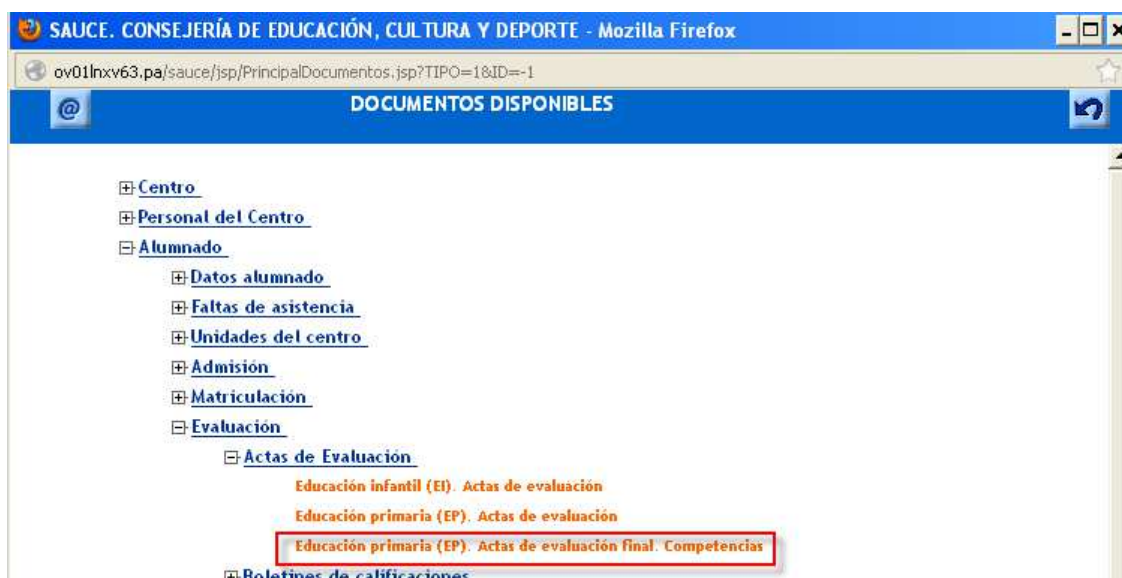 SAUCE. CONSEJERÍA DE EDUCACIÓN, CULTURA Y DEPORTE - Mozilla Firefox
ov01lnxv63.pa/sauce/jsp/PrincipalDocumentos.jsp?TIPO=1&ID=-1
@ DOCUMENTOS DISPONIBLES
Centro
Personal del Centro
Alumnado
Datos alumnado
Faltas de asistencia
Unidades del centro
Admisión
Matriculación
Evaluación
Actas de Evaluación
Educación infantil (EI). Actas de evaluación
Educación primaria (EP). Actas de evaluación
Educación primaria (EP). Actas de evaluación final. Competencias
Boletines de calificaciones